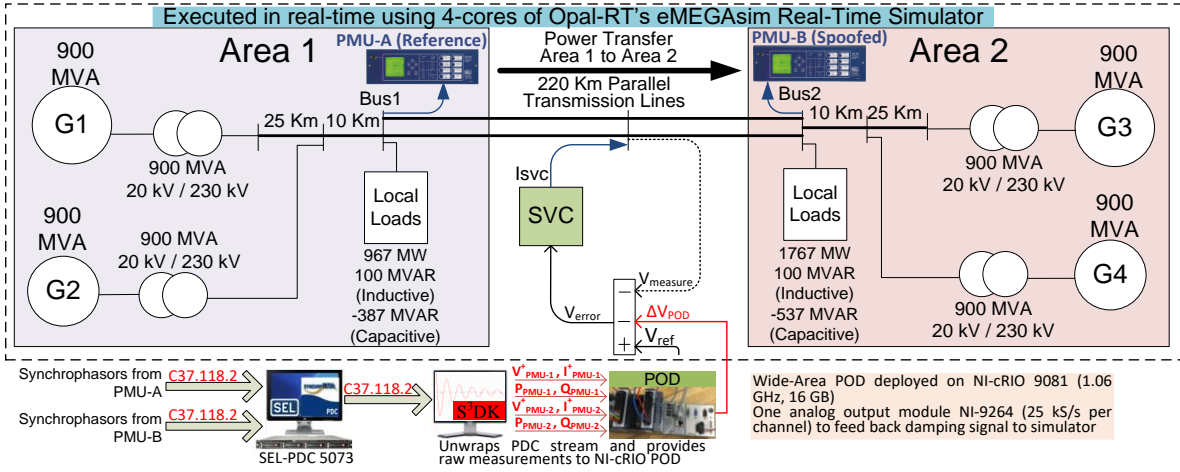 Executed in real-time using 4-cores of Opal-RT's eMEGAsim Real-Time Simulator
900
MVA
G1
Area 1
PMU-A (Reference)
Bus1
25 Km
10 Km
900 MVA
20 kV / 230 kV
900
MVA
G2
900 MVA
20 kV / 230 kV
Local
Loads
967 MW
100 MVAR
(Inductive)
-387 MVAR
(Capacitive)
Power Transfer
Area 1 to Area 2
220 Km Parallel
Transmission Lines
Isvc
SVC
Vmeasure
Verror
ΔVPOD
Vref
−
−
+
PMU-B (Spoofed)
Area 2
Bus2
10 Km
25 Km
900
MVA
G3
900 MVA
20 kV / 230 kV
Local
Loads
1767 MW
100 MVAR
(Inductive)
-537 MVAR
(Capacitive)
900
MVA
G4
900 MVA
20 kV / 230 kV
Synchrophasors from
PMU-A
C37.118.2
Synchrophasors from
PMU-B
C37.118.2
SEL
PDC
SEL-PDC 5073
C37.118.2
S³DK
V⁺PMU-1 , I⁺PMU-1
PPMU-1 , QPMU-1
V⁺PMU-2 , I⁺PMU-2
PPMU-2 , QPMU-2
POD
Unwraps PDC stream and provides
raw measurements to NI-cRIO POD
Wide-Area POD deployed on NI-cRIO 9081 (1.06
GHz, 16 GB)
One analog output module NI-9264 (25 kS/s per
channel) to feed back damping signal to simulator